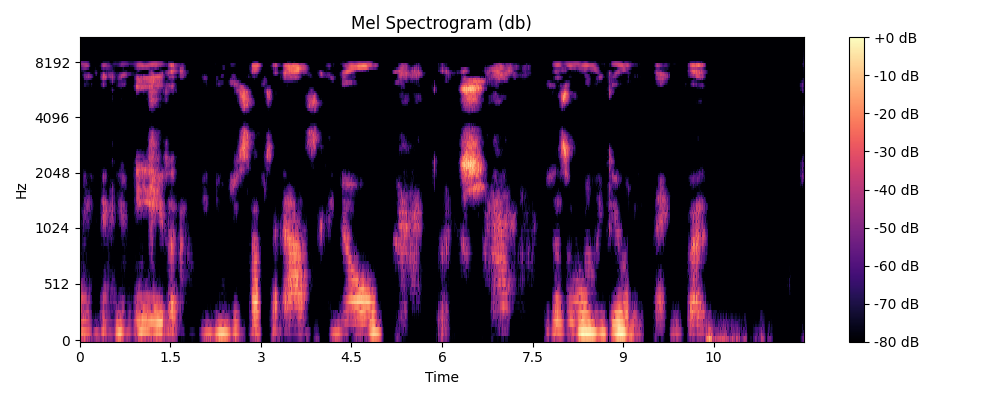 Mel Spectrogram (db)
Hz
8192
4096
2048
1024
512
0
0 1.5 3 4.5 6 7.5 9 10
Time
+0 dB
-10 dB
-20 dB
-30 dB
-40 dB
-50 dB
-60 dB
-70 dB
-80 dB